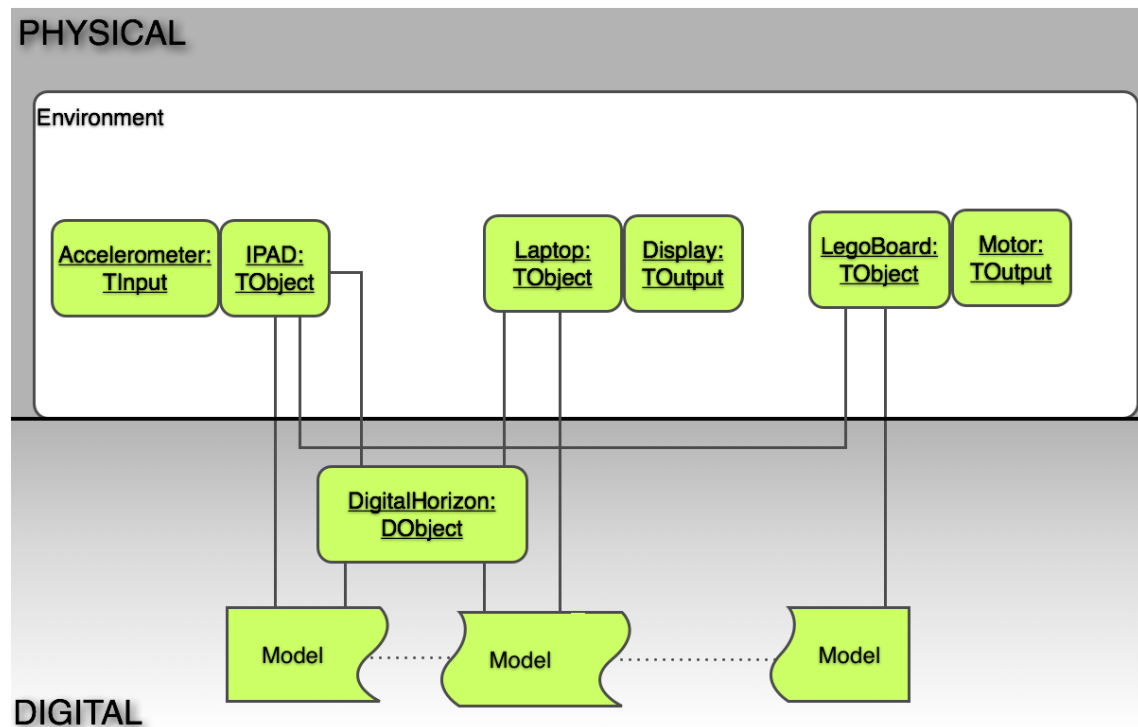 PHYSICAL
Environment
Accelerometer:
TInput
IPAD:
TObject
Laptop:
TObject
Display:
TOutput
LegoBoard:
TObject
Motor:
TOutput
DigitalHorizon:
DObject
Model
Model
Model
DIGITAL